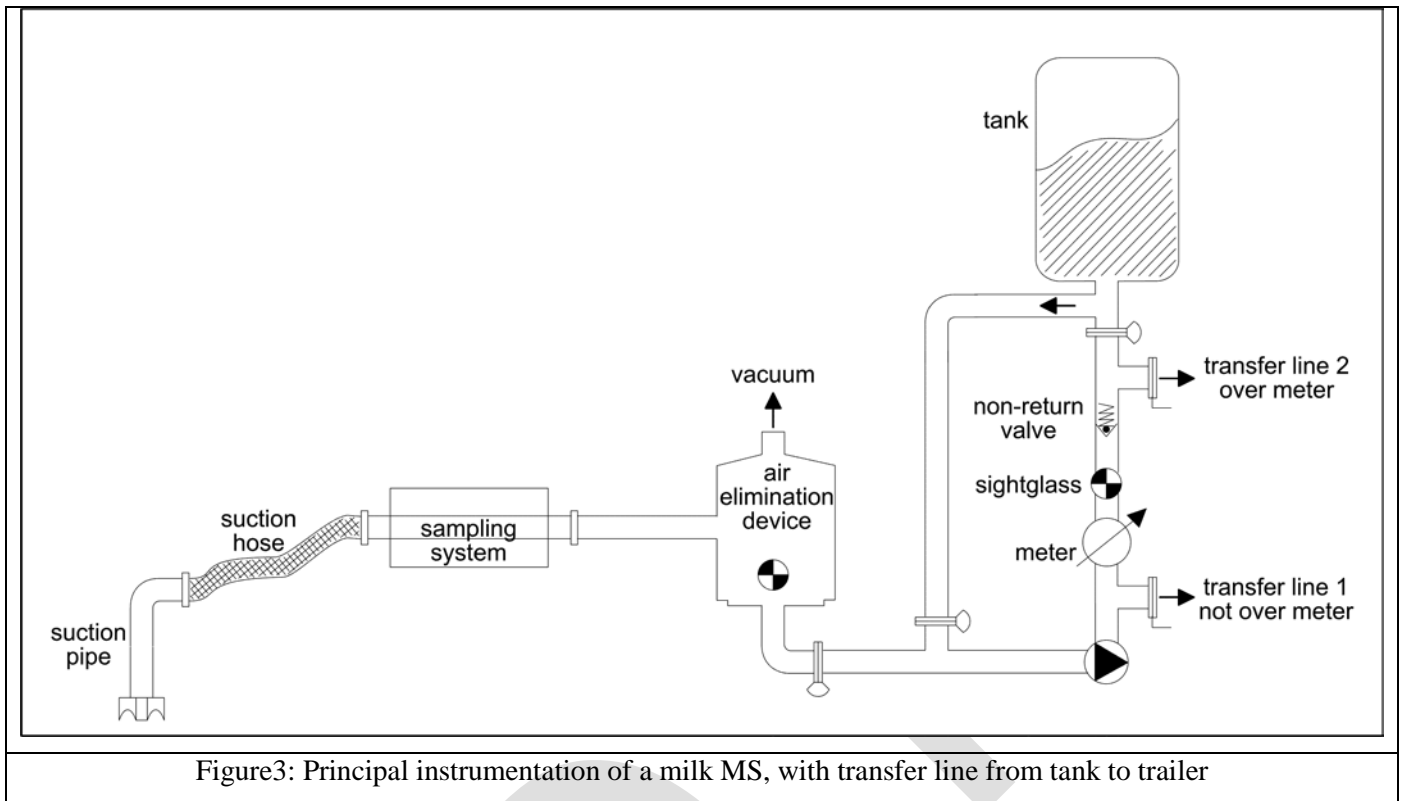 tank
transfer line 2
over meter
vacuum
non-return
valve
air
elimination
device
sightglass
suction
hose
sampling
system
meter
transfer line 1
not over meter
suction
pipe
Figure3: Principal instrumentation of a milk MS, with transfer line from tank to trailer